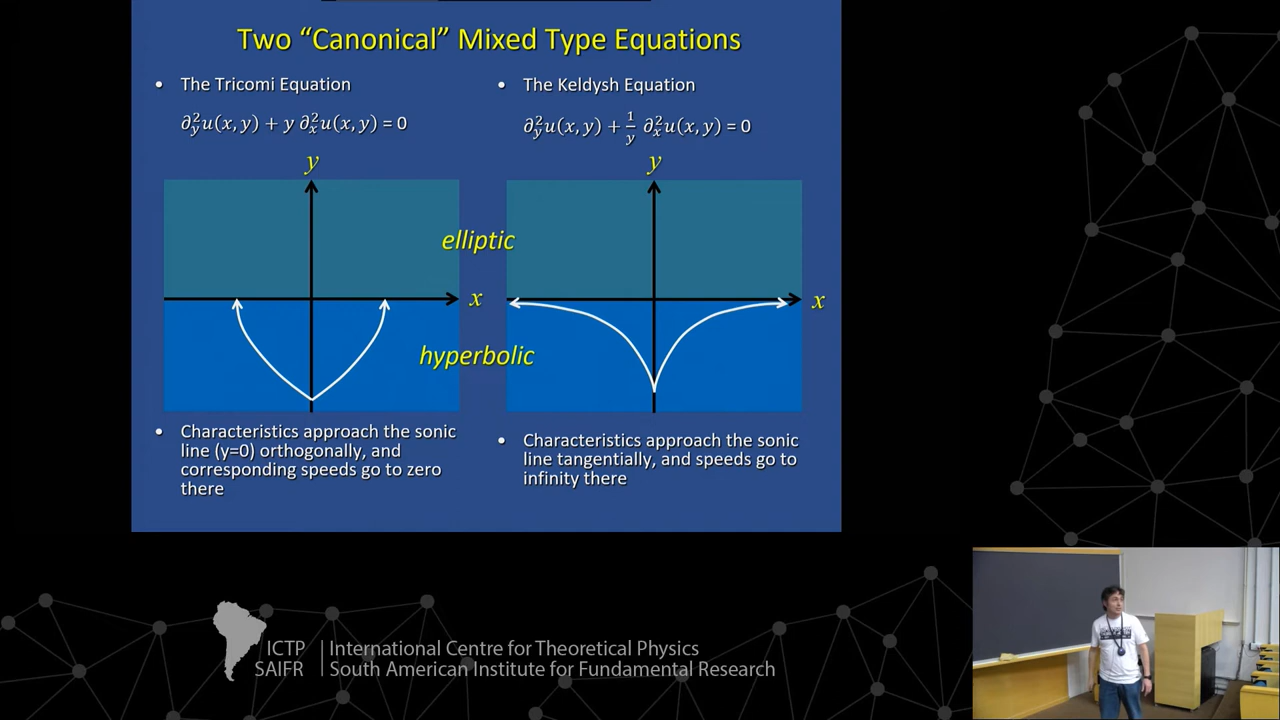 Two “Canonical” Mixed Type Equations
• The Tricomi Equation
∂²_y u(x, y) + y ∂²_x u(x, y) = 0
y
x
• The Keldysh Equation
∂²_y u(x, y) + 1/y ∂²_x u(x, y) = 0
y
x
elliptic
hyperbolic
• Characteristics approach the sonic
line (y=0) orthogonally, and
corresponding speeds go to zero
there
• Characteristics approach the sonic
line tangentially, and speeds go to
infinity there
ICTP
SAIFR
International Centre for Theoretical Physics
South American Institute for Fundamental Research